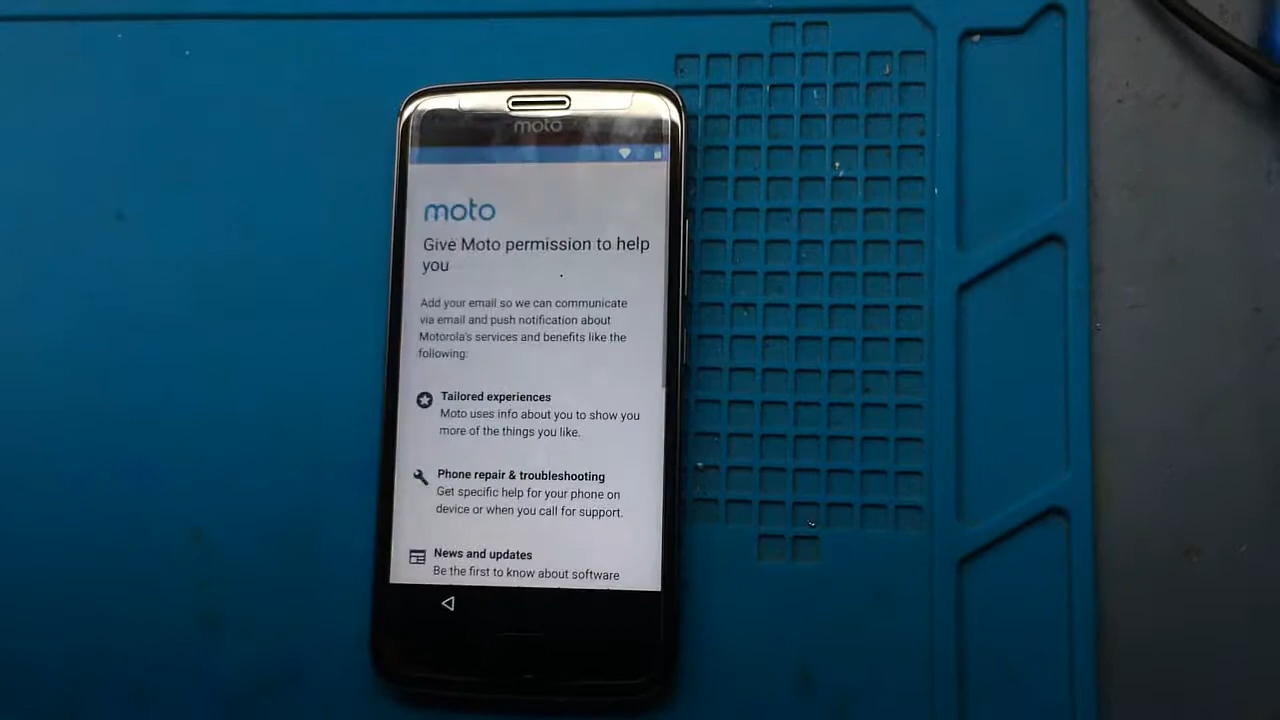 moto
moto
Give Moto permission to help
you
Add your email so we can communicate
via email and push notification about
Motorola's services and benefits like the
following:
Tailored experiences
Moto uses info about you to show you
more of the things you like.
Phone repair & troubleshooting
Get specific help for your phone on
device or when you call for support.
News and updates
Be the first to know about software